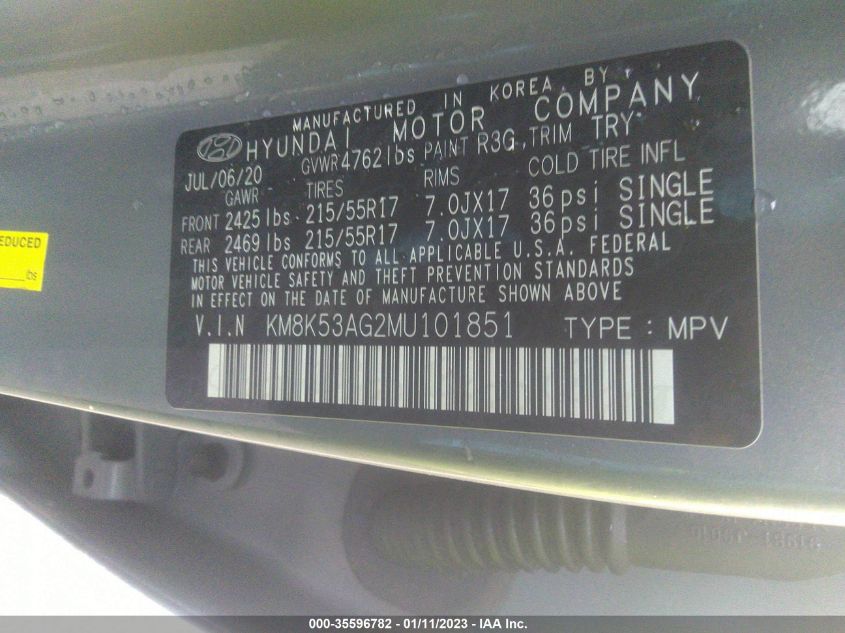 MANUFACTURED IN KOREA BY
HYUNDAI MOTOR COMPANY
JUL/06/20 GVWR 4762lbs PAINT R3G, TRIM TRY
GAWR TIRES RIMS COLD TIRE INFL
FRONT 2425 lbs 215/55R17 7.0JX17 36psi SINGLE
REAR 2469 lbs 215/55R17 7.0JX17 36psi SINGLE
THIS VEHICLE CONFORMS TO ALL APPLICABLE U.S.A. FEDERAL
MOTOR VEHICLE SAFETY AND THEFT PREVENTION STANDARDS
IN EFFECT ON THE DATE OF MANUFACTURE SHOWN ABOVE
V.I.N KM8K53AG2MU101851 TYPE : MPV
EDUCED
lbs
000-35596782 - 01/11/2023 - IAA Inc.